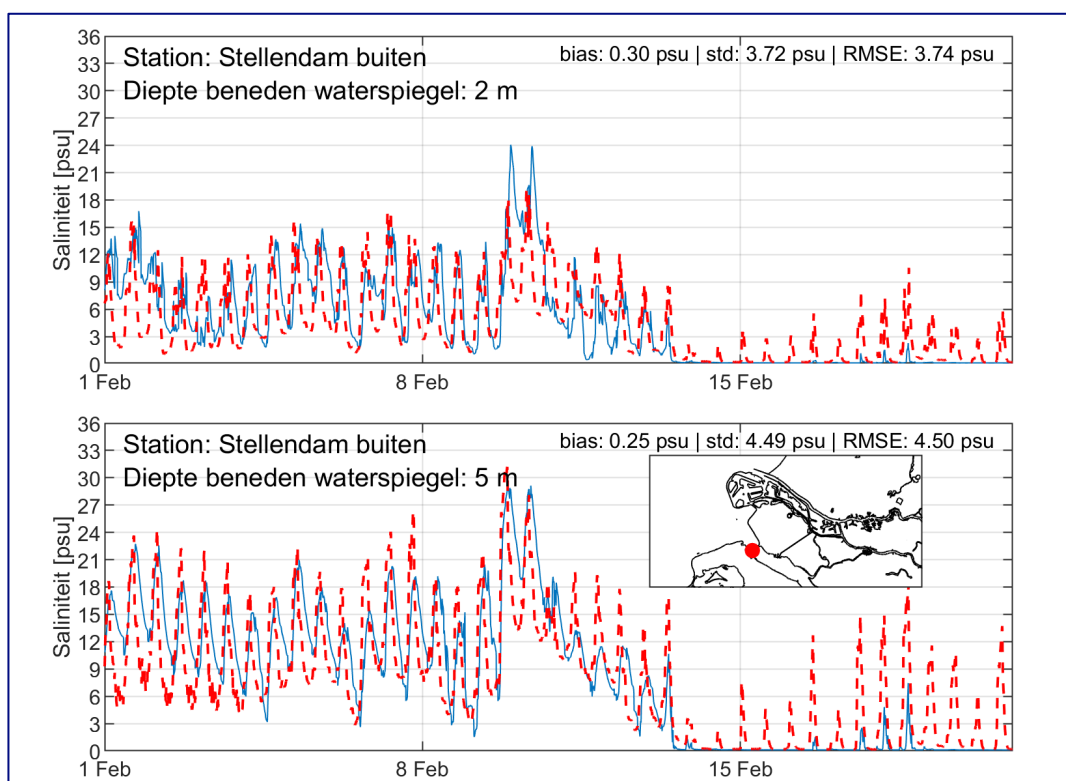 36
33
30
27
24
21
18
15
12
9
6
3
0
Saliniteit [psu]
Station: Stellendam buiten
Diepte beneden waterspiegel: 2 m
bias: 0.30 psu | std: 3.72 psu | RMSE: 3.74 psu
1 Feb
8 Feb
15 Feb
36
33
30
27
24
21
18
15
12
9
6
3
0
Saliniteit [psu]
Station: Stellendam buiten
Diepte beneden waterspiegel: 5 m
bias: 0.25 psu | std: 4.49 psu | RMSE: 4.50 psu
1 Feb
8 Feb
15 Feb